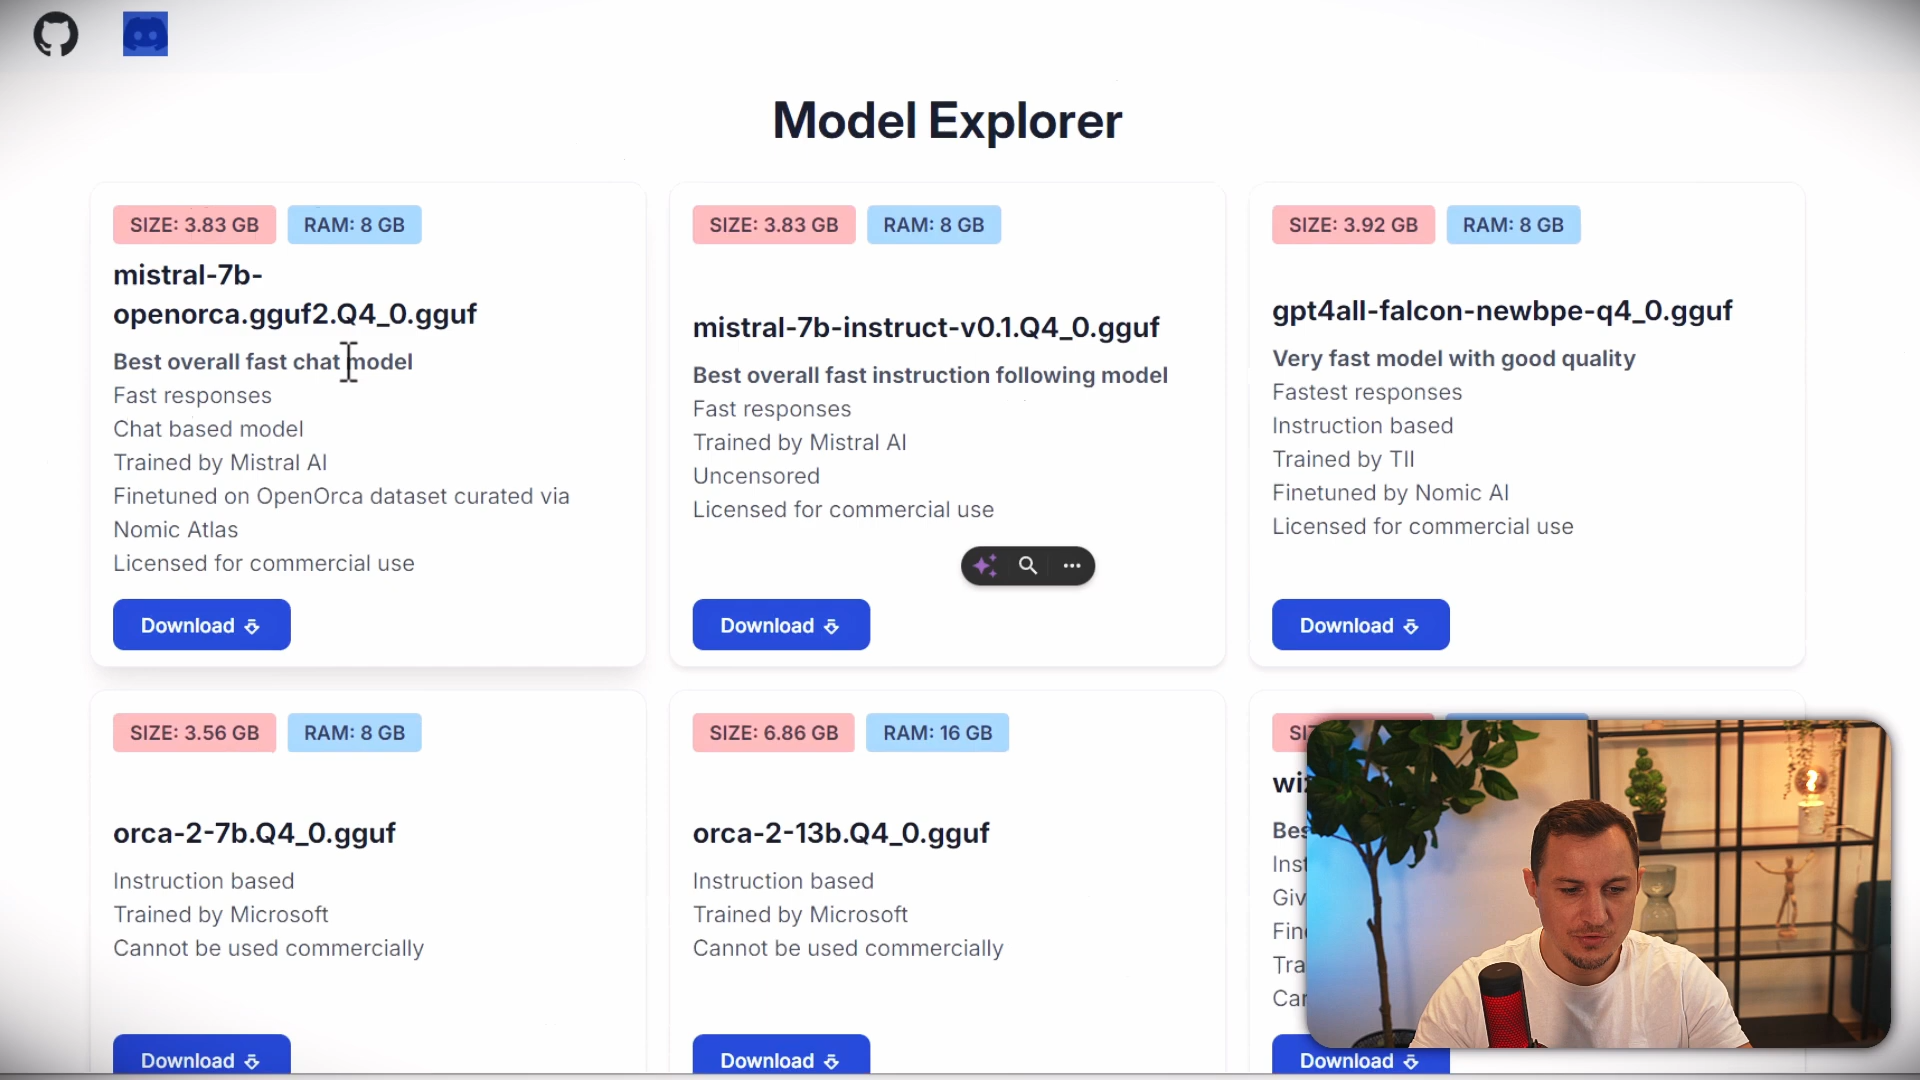 Model Explorer
SIZE: 3.83 GB
RAM: 8 GB
mistral-7b-
openorca.gguf2.Q4_0.gguf
Best overall fast chat model
Fast responses
Chat based model
Trained by Mistral AI
Finetuned on OpenOrca dataset curated via
Nomic Atlas
Licensed for commercial use
Download
SIZE: 3.83 GB
RAM: 8 GB
mistral-7b-instruct-v0.1.Q4_0.gguf
Best overall fast instruction following model
Fast responses
Trained by Mistral AI
Uncensored
Licensed for commercial use
Download
SIZE: 3.92 GB
RAM: 8 GB
gpt4all-falcon-newbpe-q4_0.gguf
Very fast model with good quality
Fastest responses
Instruction based
Trained by TII
Finetuned by Nomic AI
Licensed for commercial use
Download
SIZE: 3.56 GB
RAM: 8 GB
orca-2-7b.Q4_0.gguf
Instruction based
Trained by Microsoft
Cannot be used commercially
Download
SIZE: 6.86 GB
RAM: 16 GB
orca-2-13b.Q4_0.gguf
Instruction based
Trained by Microsoft
Cannot be used commercially
Download
Download